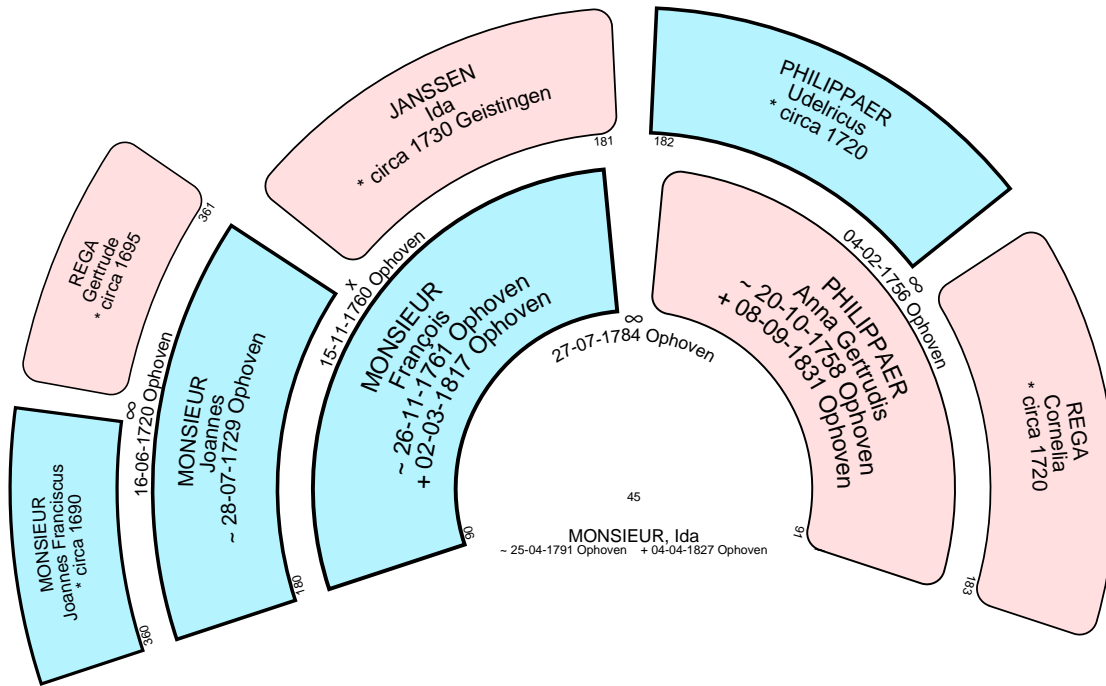 REGA
Gertrude
* circa 1695
361
16-06-1720 Ophoven
∞
MONSIEUR
Joannes Franciscus
* circa 1690
360
MONSIEUR
Joannes
~ 28-07-1729 Ophoven
180
15-11-1760 Ophoven
x
JANSSEN
Ida
* circa 1730 Geistingen
181
MONSIEUR
François
~ 26-11-1761 Ophoven
+ 02-03-1817 Ophoven
90
∞
27-07-1784 Ophoven
PHILIPPAER
Udelricus
* circa 1720
182
04-02-1756 Ophoven
∞
PHILIPPAER
Anna Gertrudis
~ 20-10-1758 Ophoven
+ 08-09-1831 Ophoven
91
REGA
Cornelia
* circa 1720
183
45
MONSIEUR, Ida
~ 25-04-1791 Ophoven + 04-04-1827 Ophoven